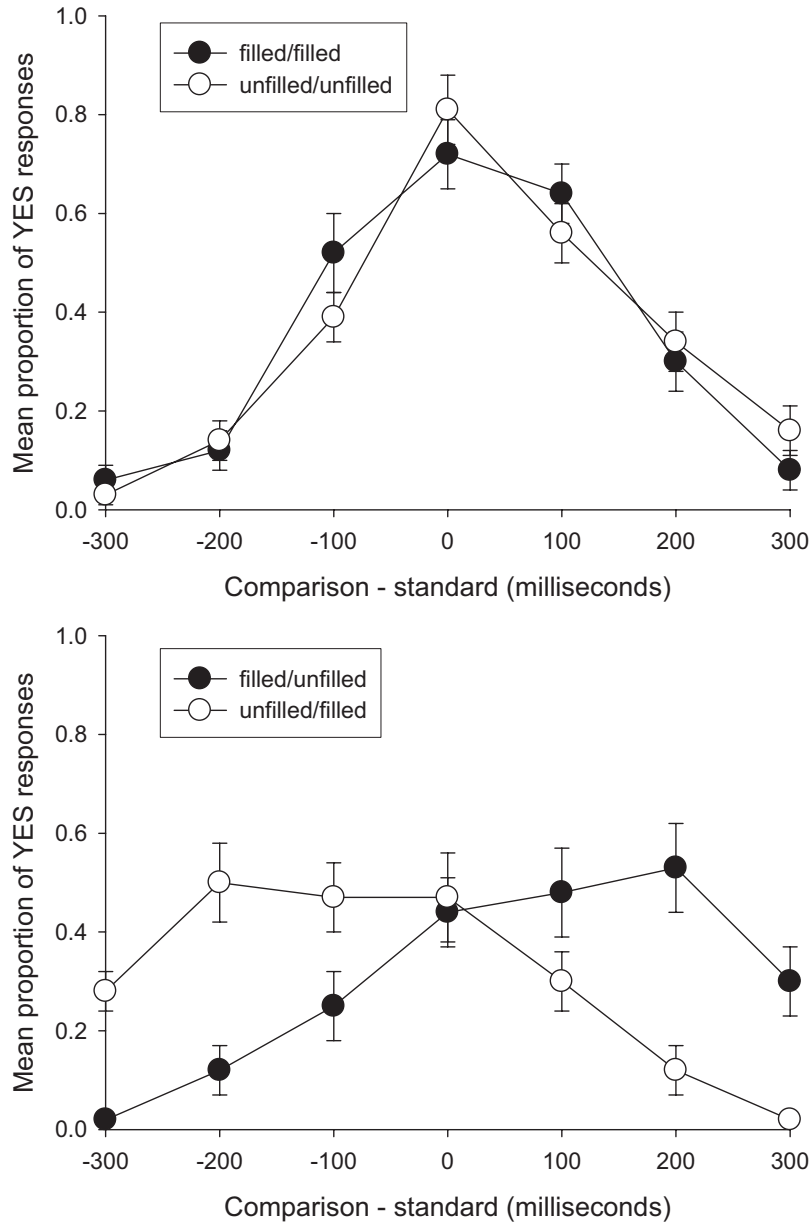 1.0
0.8
0.6
0.4
0.2
0.0
Mean proportion of YES responses
filled/filled
unfilled/unfilled
-300 -200 -100 0 100 200 300
Comparison - standard (milliseconds)
1.0
0.8
0.6
0.4
0.2
0.0
Mean proportion of YES responses
filled/unfilled
unfilled/filled
-300 -200 -100 0 100 200 300
Comparison - standard (milliseconds)